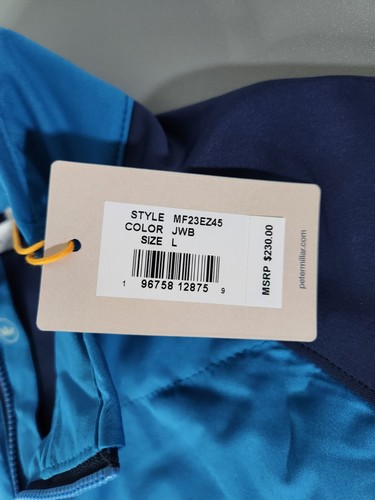 STYLE MF23EZ45
COLOR JWB
SIZE L
1 96758 12875 9
MSRP $230.00
petermillar.com